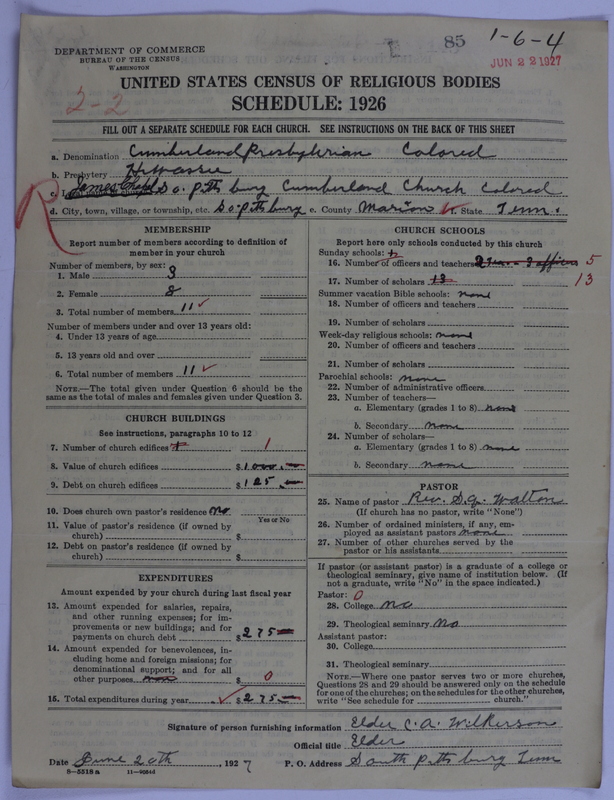 85 1-6-4
DEPARTMENT OF COMMERCE
BUREAU OF THE CENSUS
WASHINGTON
JUN 22 1927
UNITED STATES CENSUS OF RELIGIOUS BODIES
2-2
SCHEDULE: 1926
FILL OUT A SEPARATE SCHEDULE FOR EACH CHURCH. SEE INSTRUCTIONS ON THE BACK OF THIS SHEET
a. Denomination Cumberland Presbyterian Colored
b. Presbytery Hiwassie
c. So. Pittsburg Cumberland Church Colored
d. City, town, village, or township, etc. So-pittsburg e. County Marion f. State Tenn.
R
MEMBERSHIP
Report number of members according to definition of member in your church
Number of members, by sex:
1. Male 3
2. Female 8
3. Total number of members 11 ✓
Number of members under and over 13 years old:
4. Under 13 years of age
5. 13 years old and over
6. Total number of members 11 ✓
NOTE.—The total given under Question 6 should be the same as the total of males and females given under Question 3.
CHURCH BUILDINGS
See instructions, paragraphs 10 to 12
7. Number of church edifices 1
8. Value of church edifices $1000.—
9. Debt on church edifices $125.—
10. Does church own pastor's residence no
Yes or No
11. Value of pastor's residence (if owned by church) $
12. Debt on pastor's residence (if owned by church) $
EXPENDITURES
Amount expended by your church during last fiscal year
13. Amount expended for salaries, repairs, and other running expenses; for improvements or new buildings; and for payments on church debt $275—
14. Amount expended for benevolences, including home and foreign missions; for denominational support; and for all other purposes none $ 0
15. Total expenditures during year ✓ $275.—
CHURCH SCHOOLS
Report here only schools conducted by this church
Sunday schools:
16. Number of officers and teachers 5
17. Number of scholars 13 13
Summer vacation Bible schools: none
18. Number of officers and teachers
19. Number of scholars
Week-day religious schools: none
20. Number of officers and teachers
21. Number of scholars
Parochial schools: none
22. Number of administrative officers
23. Number of teachers—
a. Elementary (grades 1 to 8) none
b. Secondary none
24. Number of scholars—
a. Elementary (grades 1 to 8) none
b. Secondary none
PASTOR
25. Name of pastor Rev. D.G. Walton
(If church has no pastor, write "None")
26. Number of ordained ministers, if any, employed as assistant pastors none
27. Number of other churches served by the pastor or his assistants
If pastor (or assistant pastor) is a graduate of a college or theological seminary, give name of institution below. (If not a graduate, write "No" in the space indicated.)
Pastor: 0
28. College no
29. Theological seminary No
Assistant pastor:
30. College
31. Theological seminary
NOTE.—Where one pastor serves two or more churches, Questions 28 and 29 should be answered only on the schedule for one of the churches; on the schedules for the other churches, write "See schedule for church."
Signature of person furnishing information Elder C.A. Wilkerson
Official title Elder
Date June 20th, 1927 P. O. Address South Pittsburg Tenn
8—5518 a